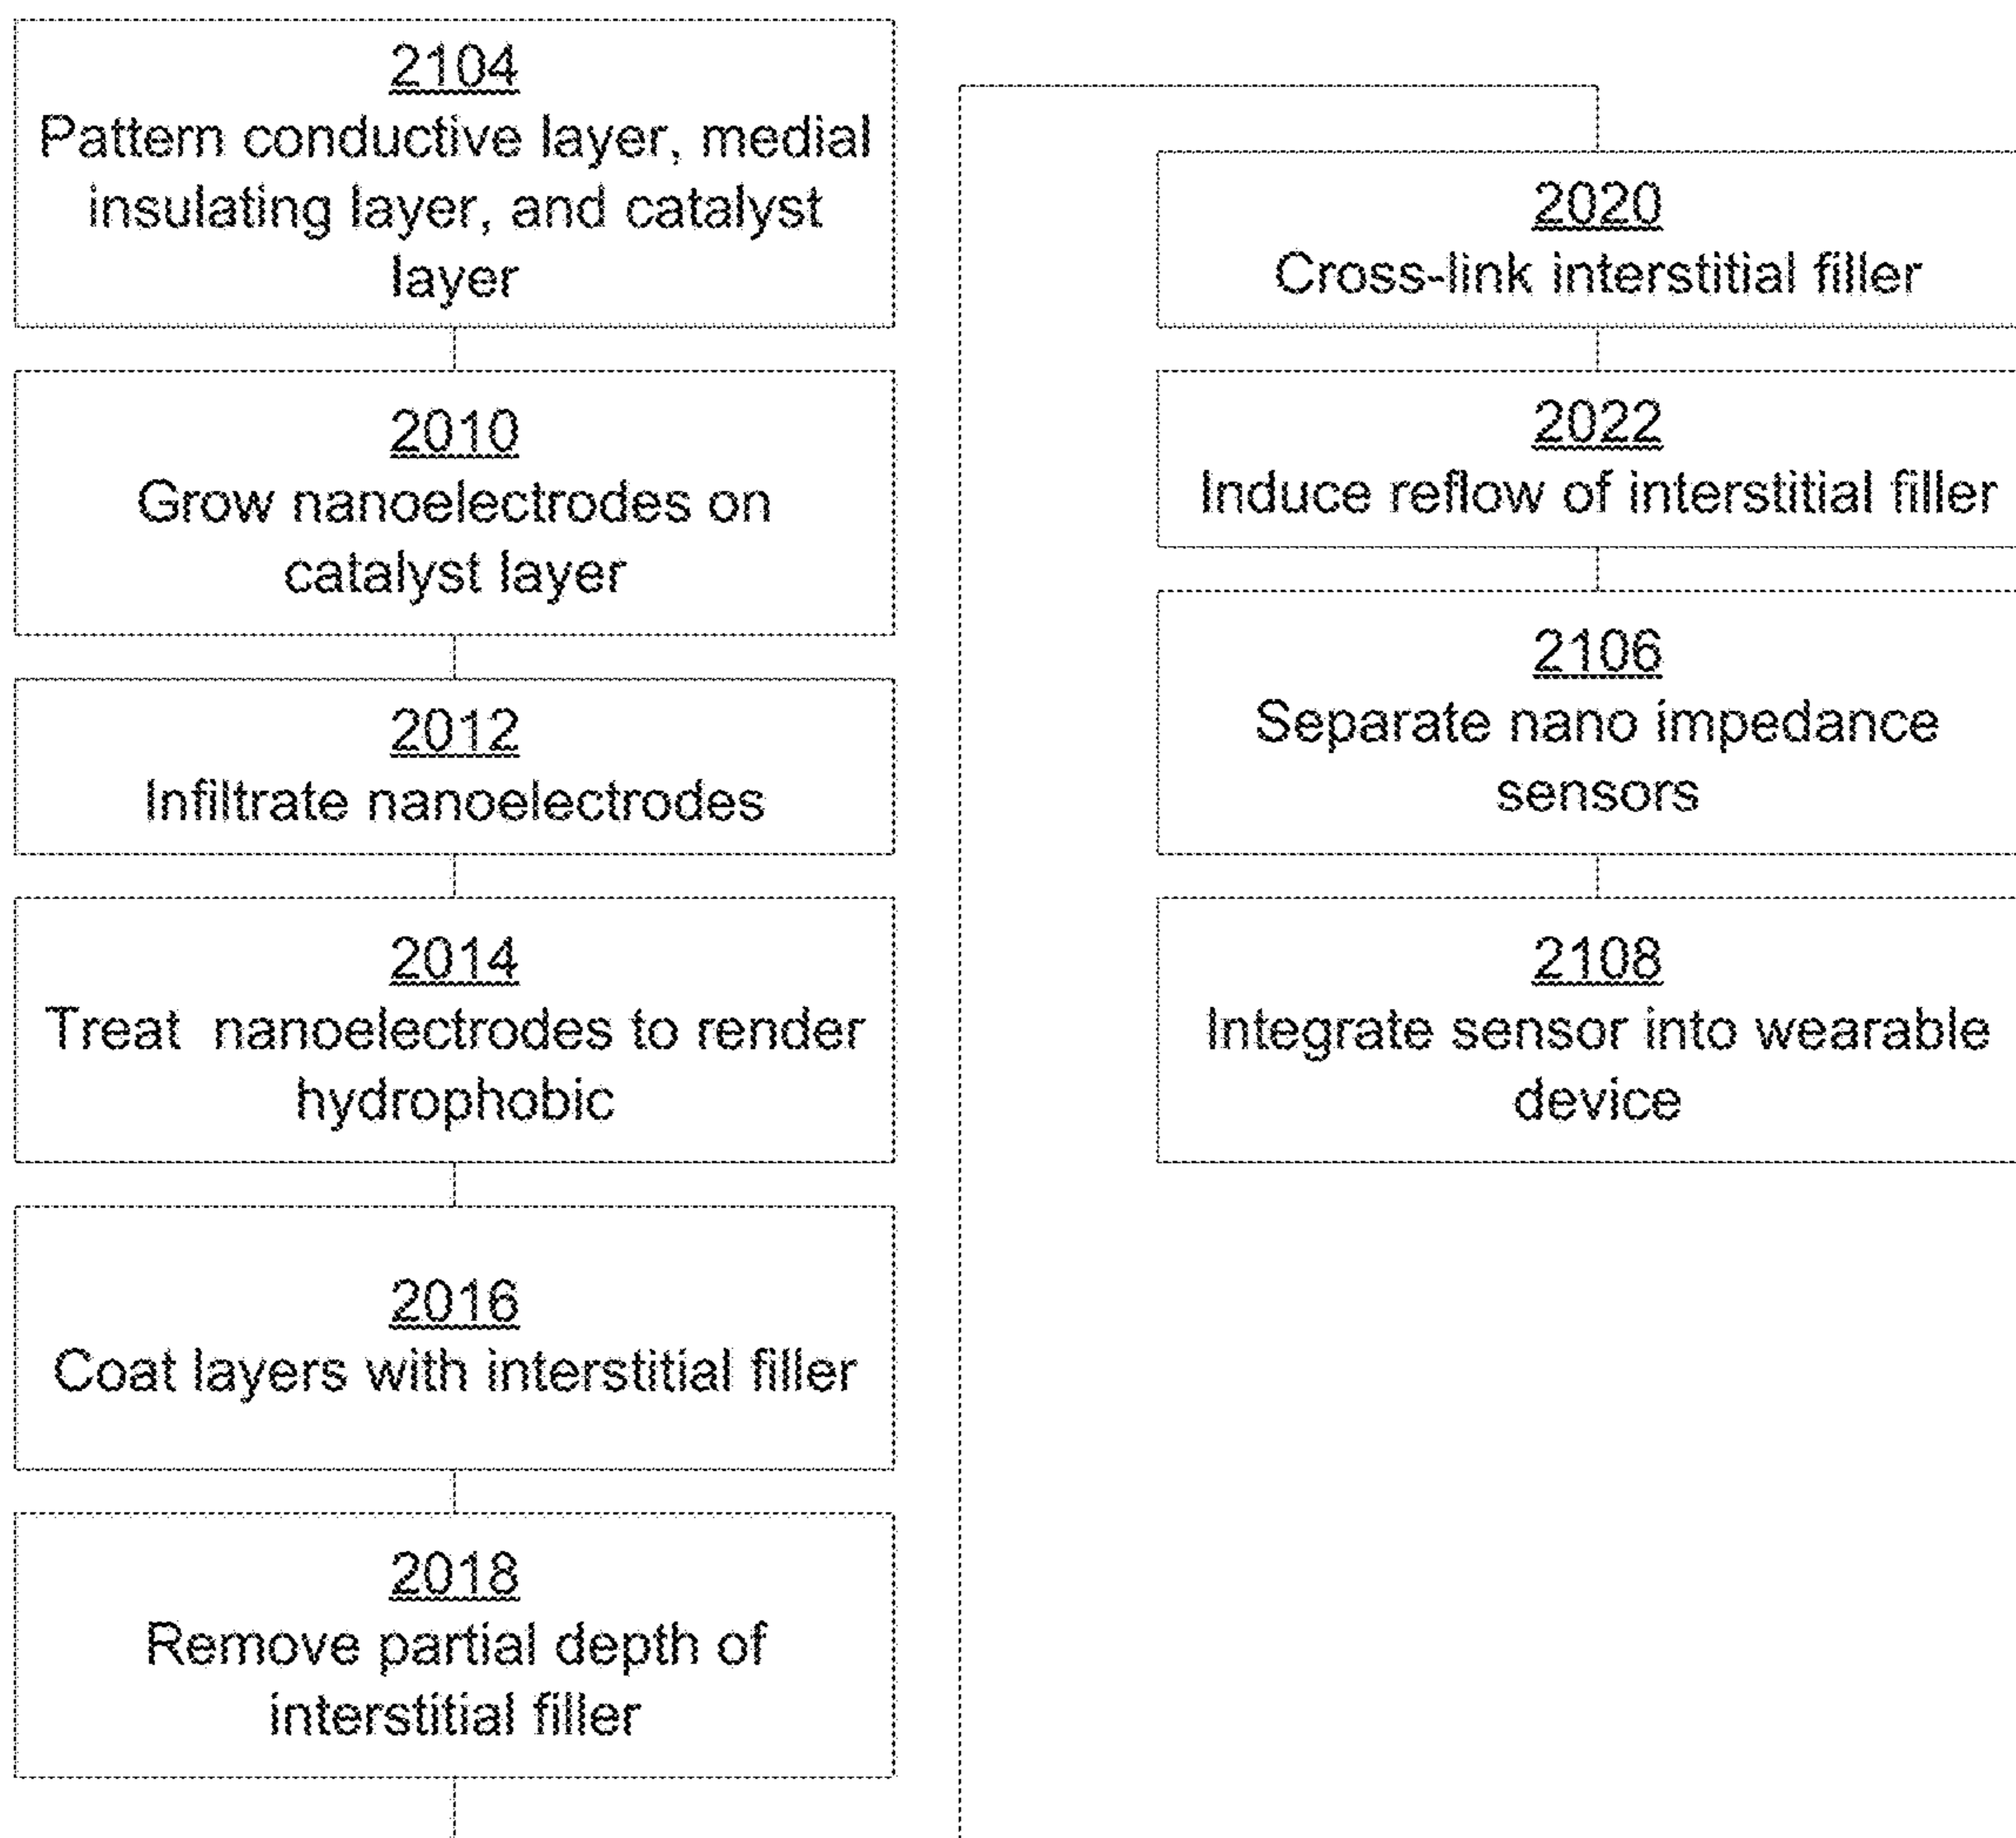 2104
Pattern conductive layer, medial
insulating layer, and catalyst
layer
2010
Grow nanoelectrodes on
catalyst layer
2012
Infiltrate nanoelectrodes
2014
Treat nanoelectrodes to render
hydrophobic
2016
Coat layers with interstitial filler
2018
Remove partial depth of
interstitial filler
2020
Cross-link interstitial filler
2022
Induce reflow of interstitial filler
2106
Separate nano impedance
sensors
2108
Integrate sensor into wearable
device